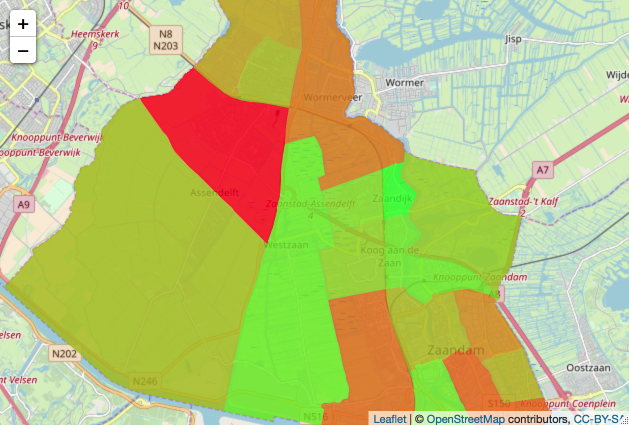 +
−
10
Heemskerk
9
N8
N203
Jisp
Wormer
Wormerveer
Knooppunt Beverwijk
Knooppunt Beverwijk
A7
A9
Assendelft
Zaanstad-Assendelft
4
Zaandijk
Zaanstad-'t Kalf
2
Westzaan
Koog aan de
Zaan
Knooppunt Zaandam
N202
Zaandam
Oostzaan
N246
Velsen
N516
S150
Knooppunt Coenplein
Leaflet | © OpenStreetMap contributors, CC-BY-SA